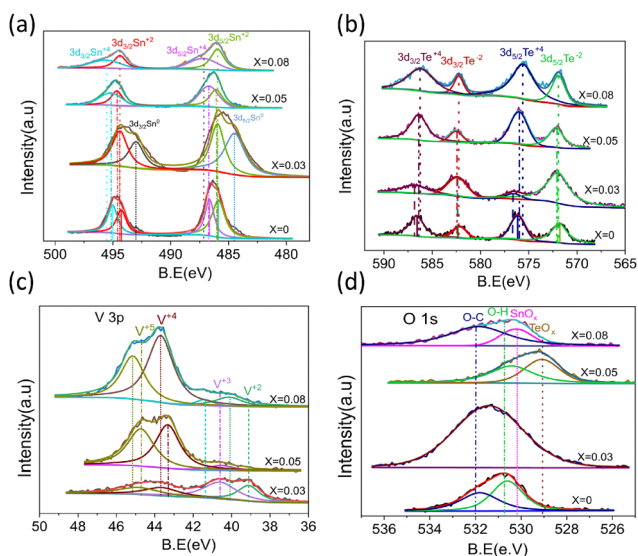 (a)
3d3/2Sn+4 3d3/2Sn+2 3d5/2Sn+4 3d5/2Sn+2
X=0.08
X=0.05
3d3/2Sn0 3d5/2Sn0
X=0.03
X=0
Intensity(a.u)
500 495 490 485 480
B.E(eV)
(b)
3d3/2Te+4 3d3/2Te-2 3d5/2Te+4 3d5/2Te-2
X=0.08
X=0.05
X=0.03
X=0
Intensity(a.u)
590 585 580 575 570 565
B.E(eV)
(c)
V 3p
V+5 V+4
V+3 V+2
X=0.08
X=0.05
X=0.03
Intensity(a.u)
50 48 46 44 42 40 38 36
B.E(eV)
(d)
O 1s
O-C O-H SnOx
TeOx
X=0.08
X=0.05
X=0.03
X=0
Intensity(a.u)
536 534 532 530 528 526
B.E(e.V)